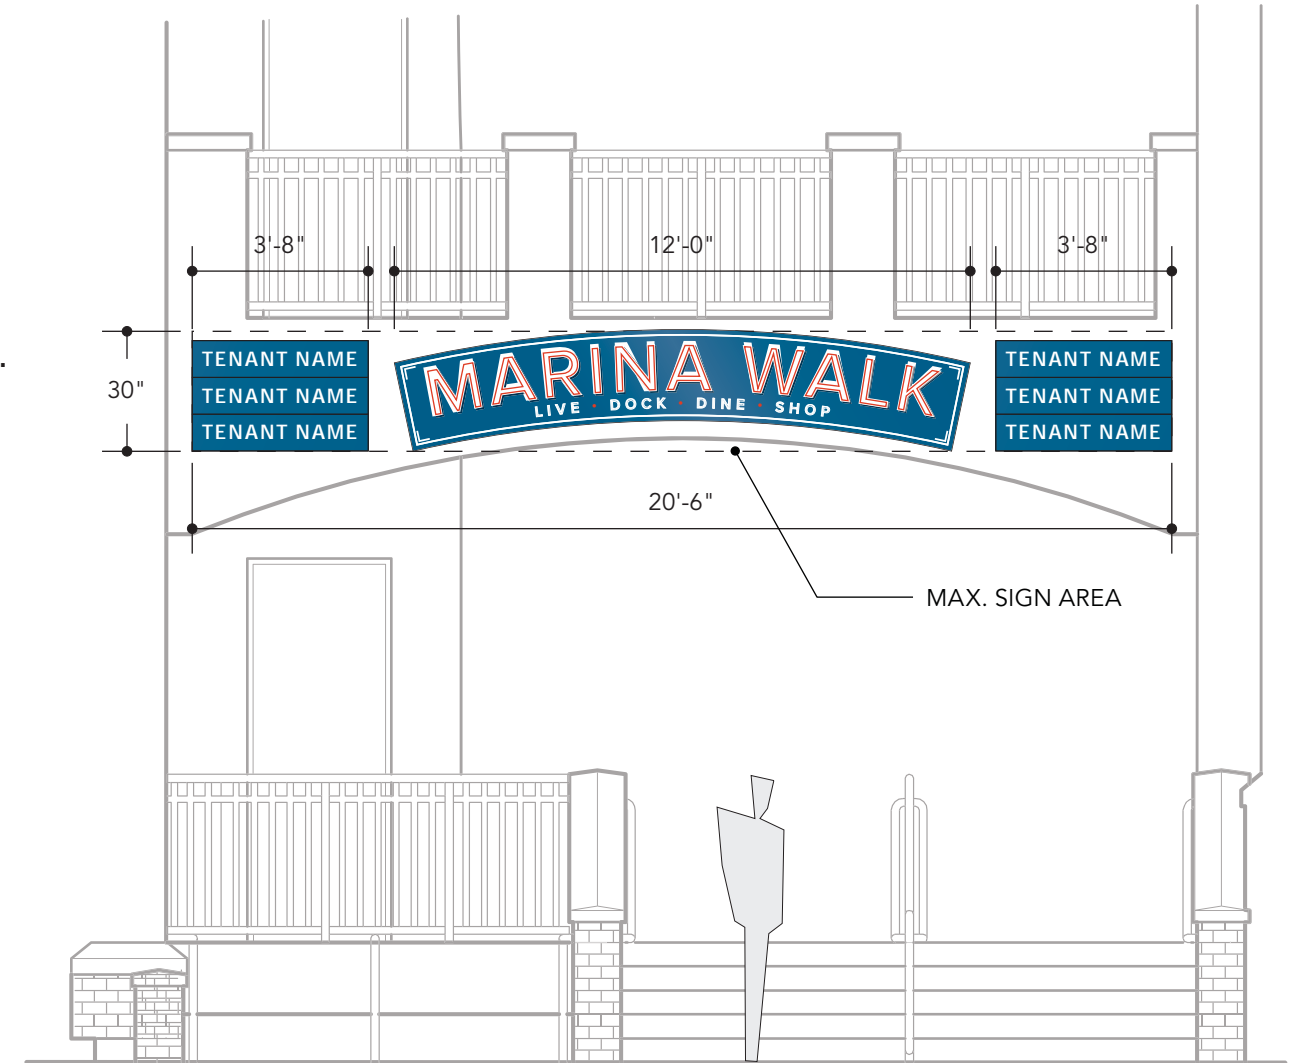 3'-8"
12'-0"
3'-8"
30"
TENANT NAME
TENANT NAME
TENANT NAME
MARINA WALK
LIVE · DOCK · DINE · SHOP
TENANT NAME
TENANT NAME
TENANT NAME
20'-6"
MAX. SIGN AREA